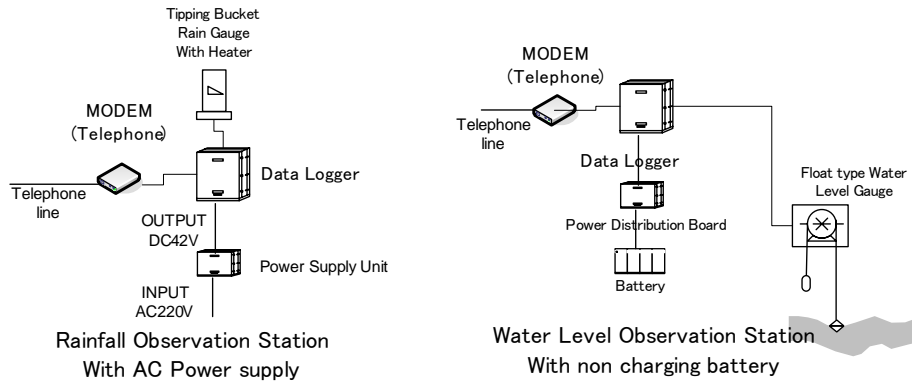 Tipping Bucket
Rain Gauge
With Heater
MODEM
(Telephone)
Telephone
line
Data Logger
OUTPUT
DC42V
Power Supply Unit
INPUT
AC220V
Rainfall Observation Station
With AC Power supply
MODEM
(Telephone)
Telephone
line
Data Logger
Float type Water
Level Gauge
Power Distribution Board
Battery
Water Level Observation Station
With non charging battery